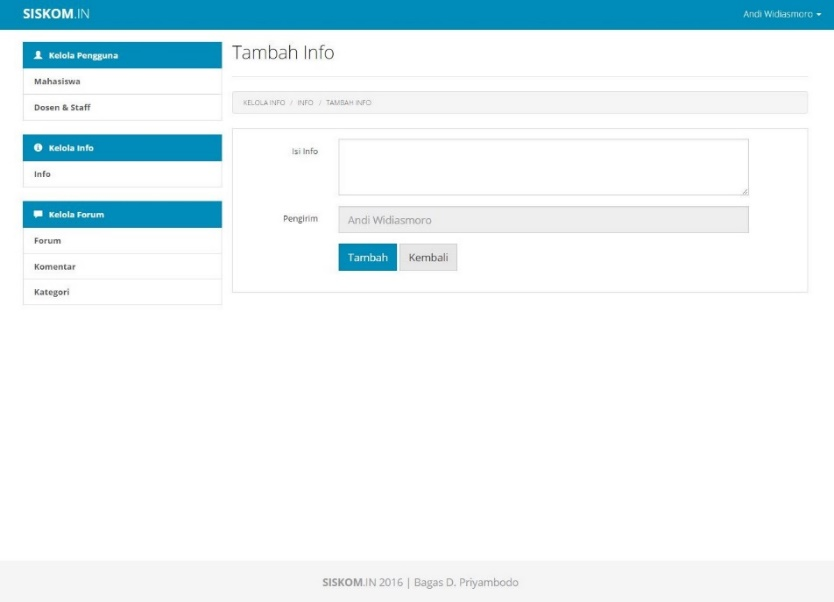 SISKOM.IN
Andi Widiasmoro
Kelola Pengguna
Mahasiswa
Dosen & Staff
Kelola Info
Info
Kelola Forum
Forum
Komentar
Kategori
Tambah Info
KELOLA INFO / INFO / TAMBAH INFO
Isi Info
Pengirim
Andi Widiasmoro
Tambah
Kembali
SISKOM.IN 2016 | Bagas D. Priyambodo